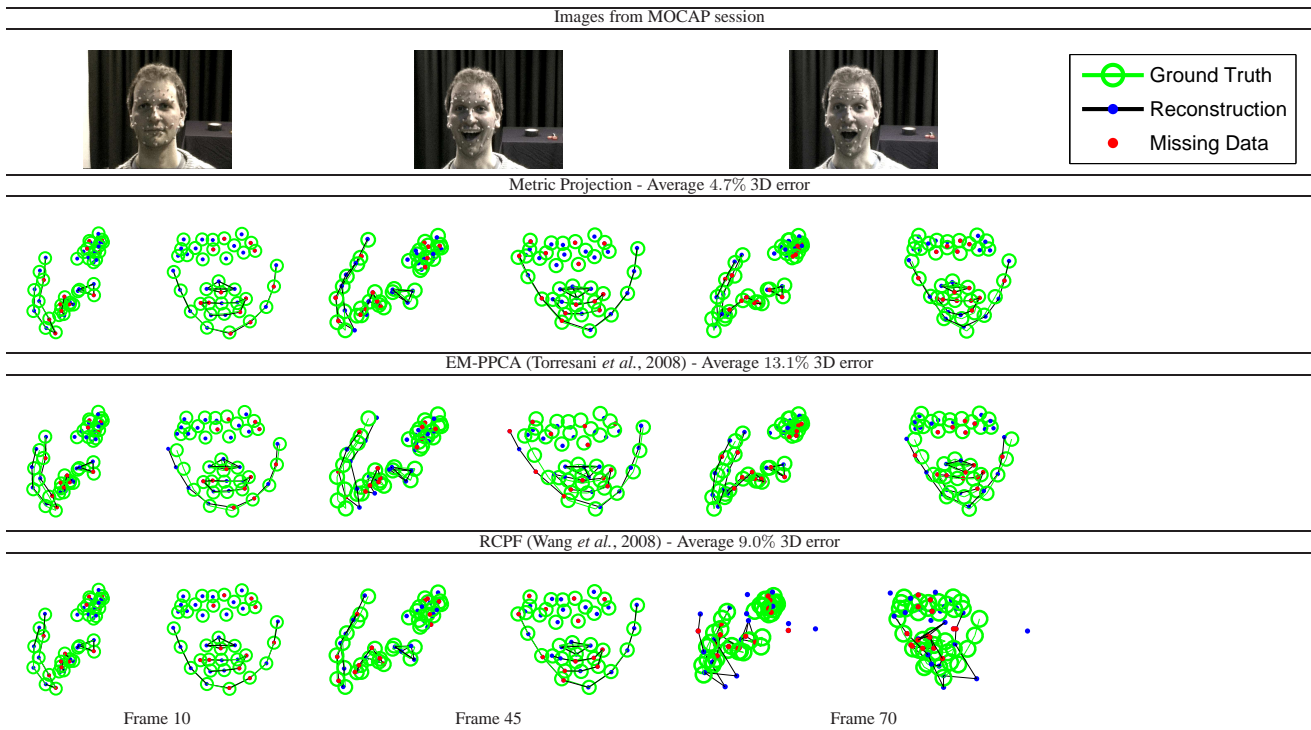 Images from MOCAP session
Ground Truth
Reconstruction
Missing Data
Metric Projection - Average 4.7% 3D error
EM-PPCA (Torresani et al., 2008) - Average 13.1% 3D error
RCPF (Wang et al., 2008) - Average 9.0% 3D error
Frame 10
Frame 45
Frame 70